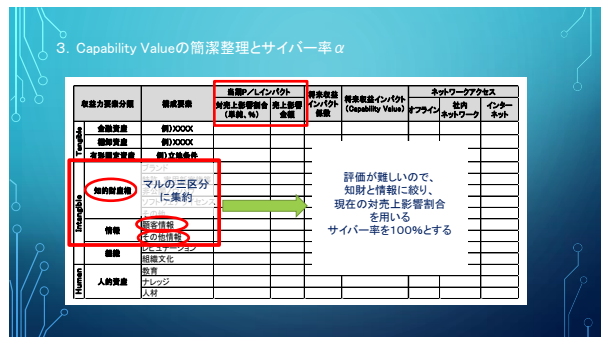 3. Capability Valueの簡潔整理とサイバー率α
収益力要素分類
構成要素
当期P/Lインパクト
対売上影響割合
(単純、%)
売上影響
金額
将来収益
インパクト
係数
将来収益インパクト
(Capability Value)
ネットワークアクセス
オフライン
社内
ネットワーク
インター
ネット
Tangible
金融資産
例)XXXX
棚卸資産
例)XXXX
有形固定資産
例)立地条件
Intangible
知的財産権
ブランド
マルの三区分
に集約
その他
情報
顧客情報
その他情報
組織
レピュテーション
組織文化
Human
人的資産
教育
ナレッジ
人材
評価が難しいので、
知財と情報に絞り、
現在の対売上影響割合
を用いる
サイバー率を100%とする